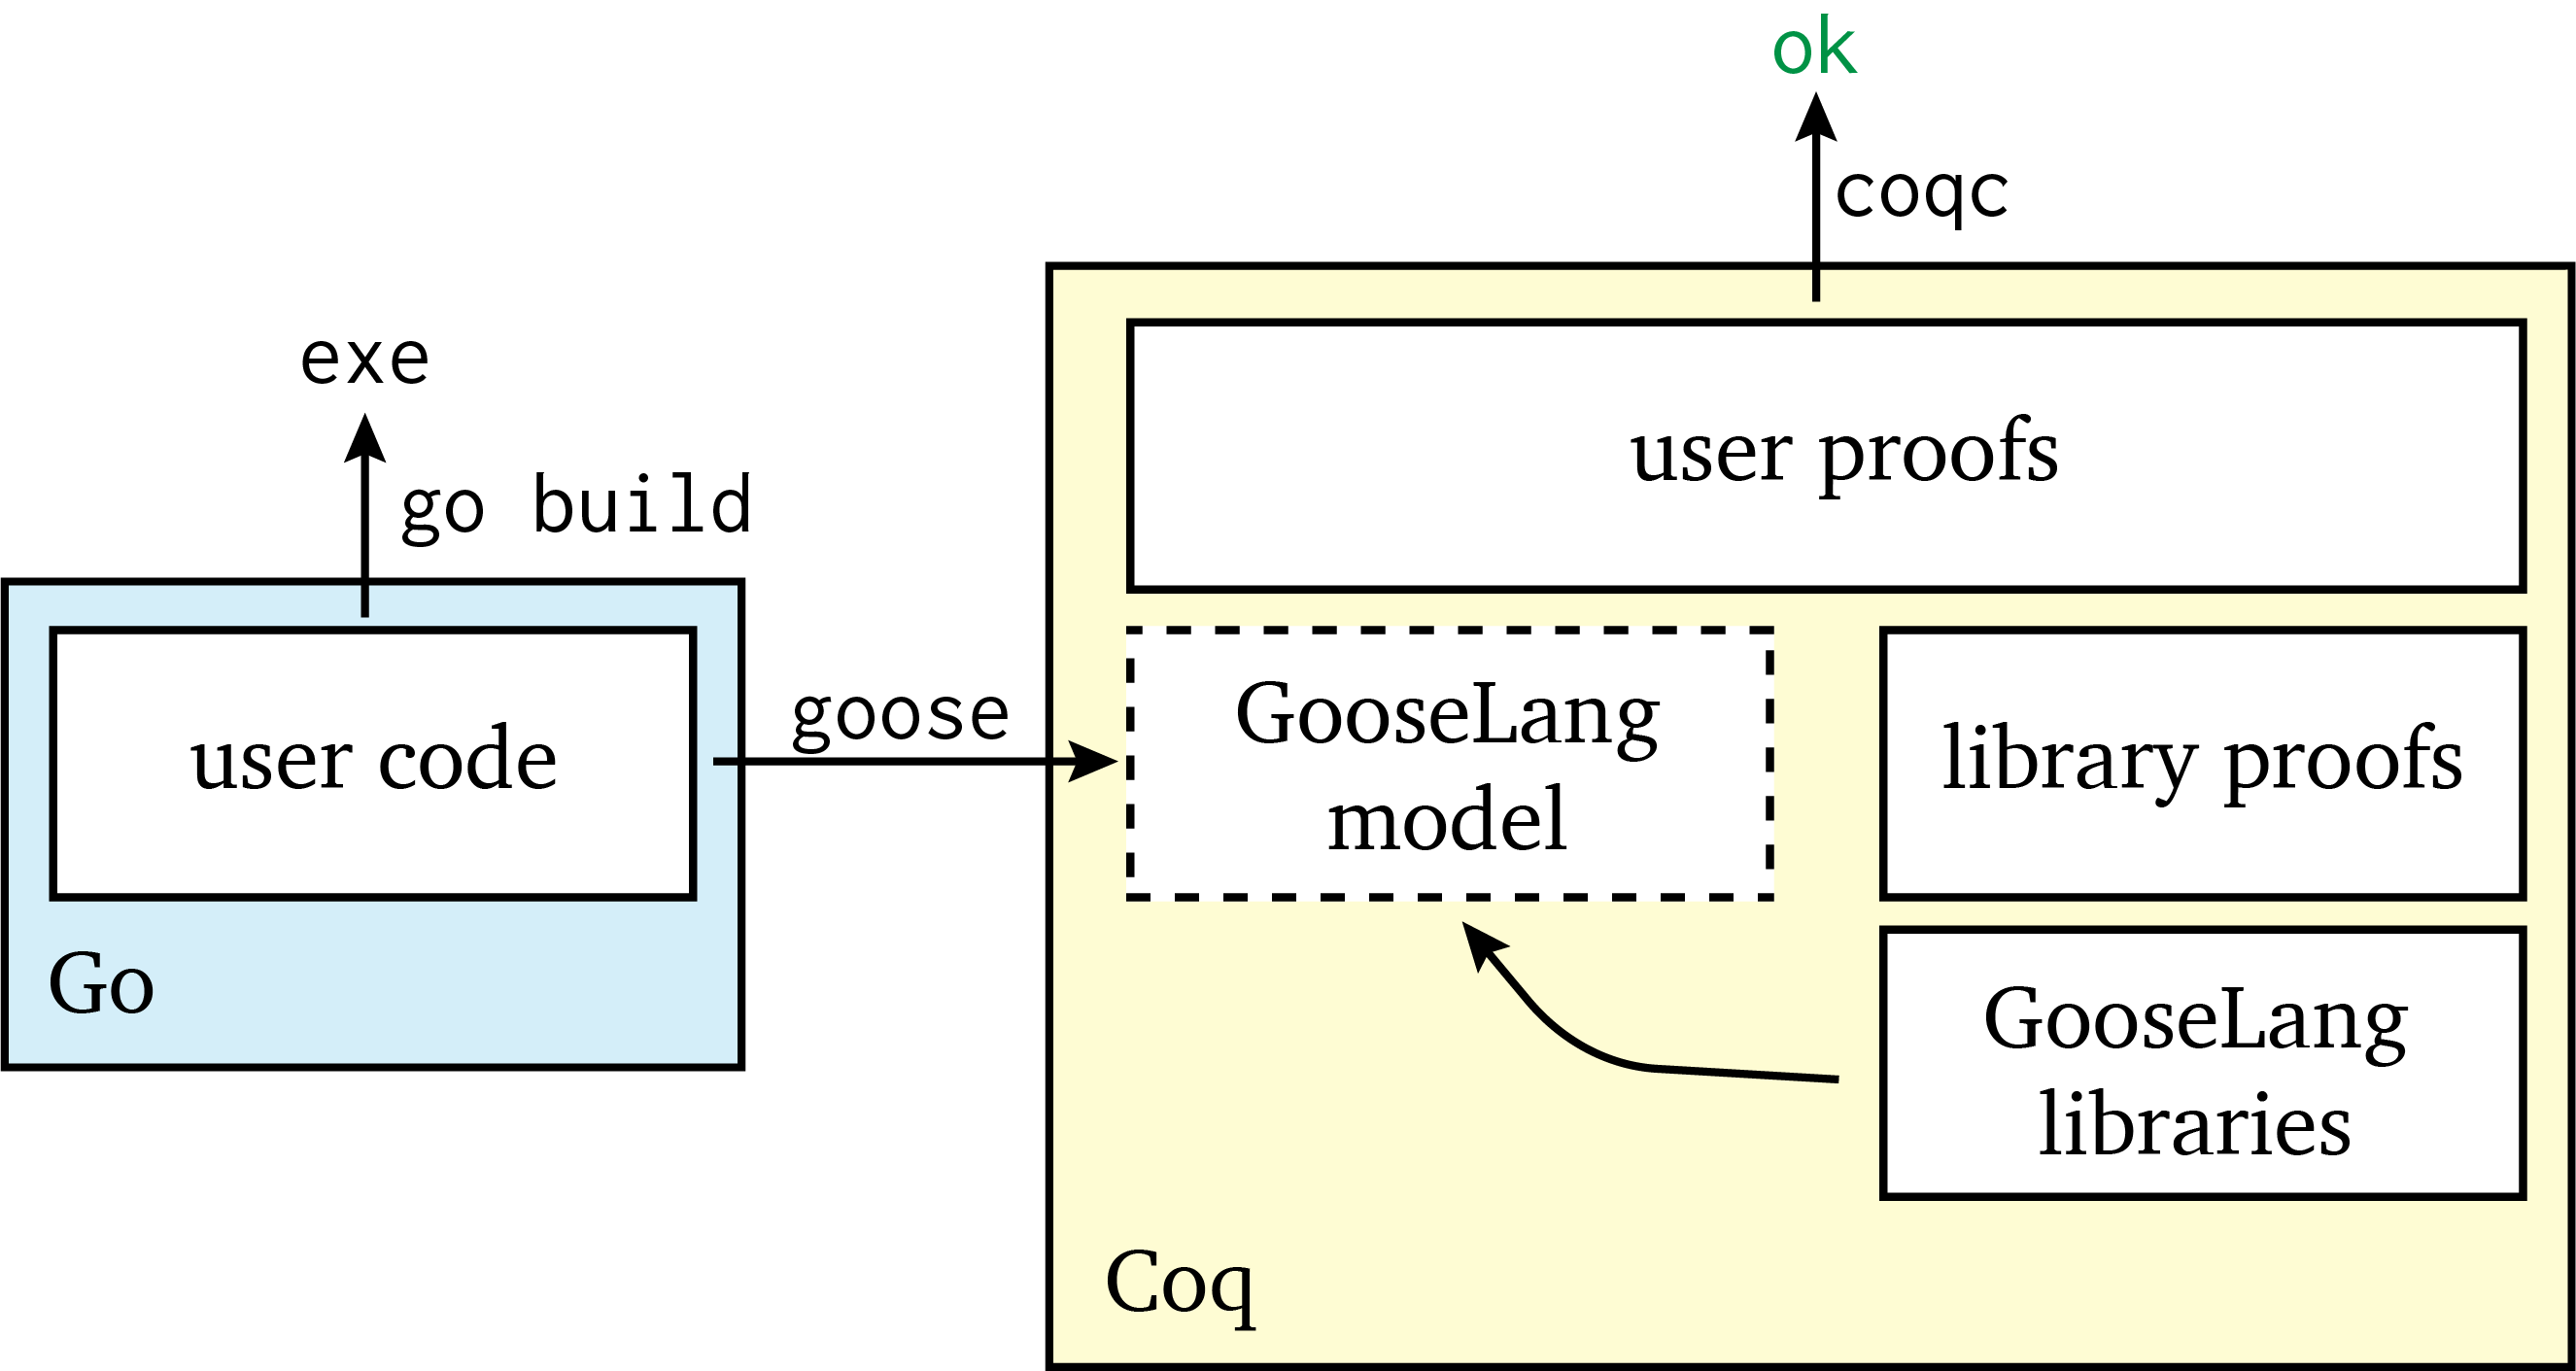 ok
coqc
exe
go build
user proofs
user code
goose
GooseLang
model
library proofs
Go
GooseLang
libraries
Coq